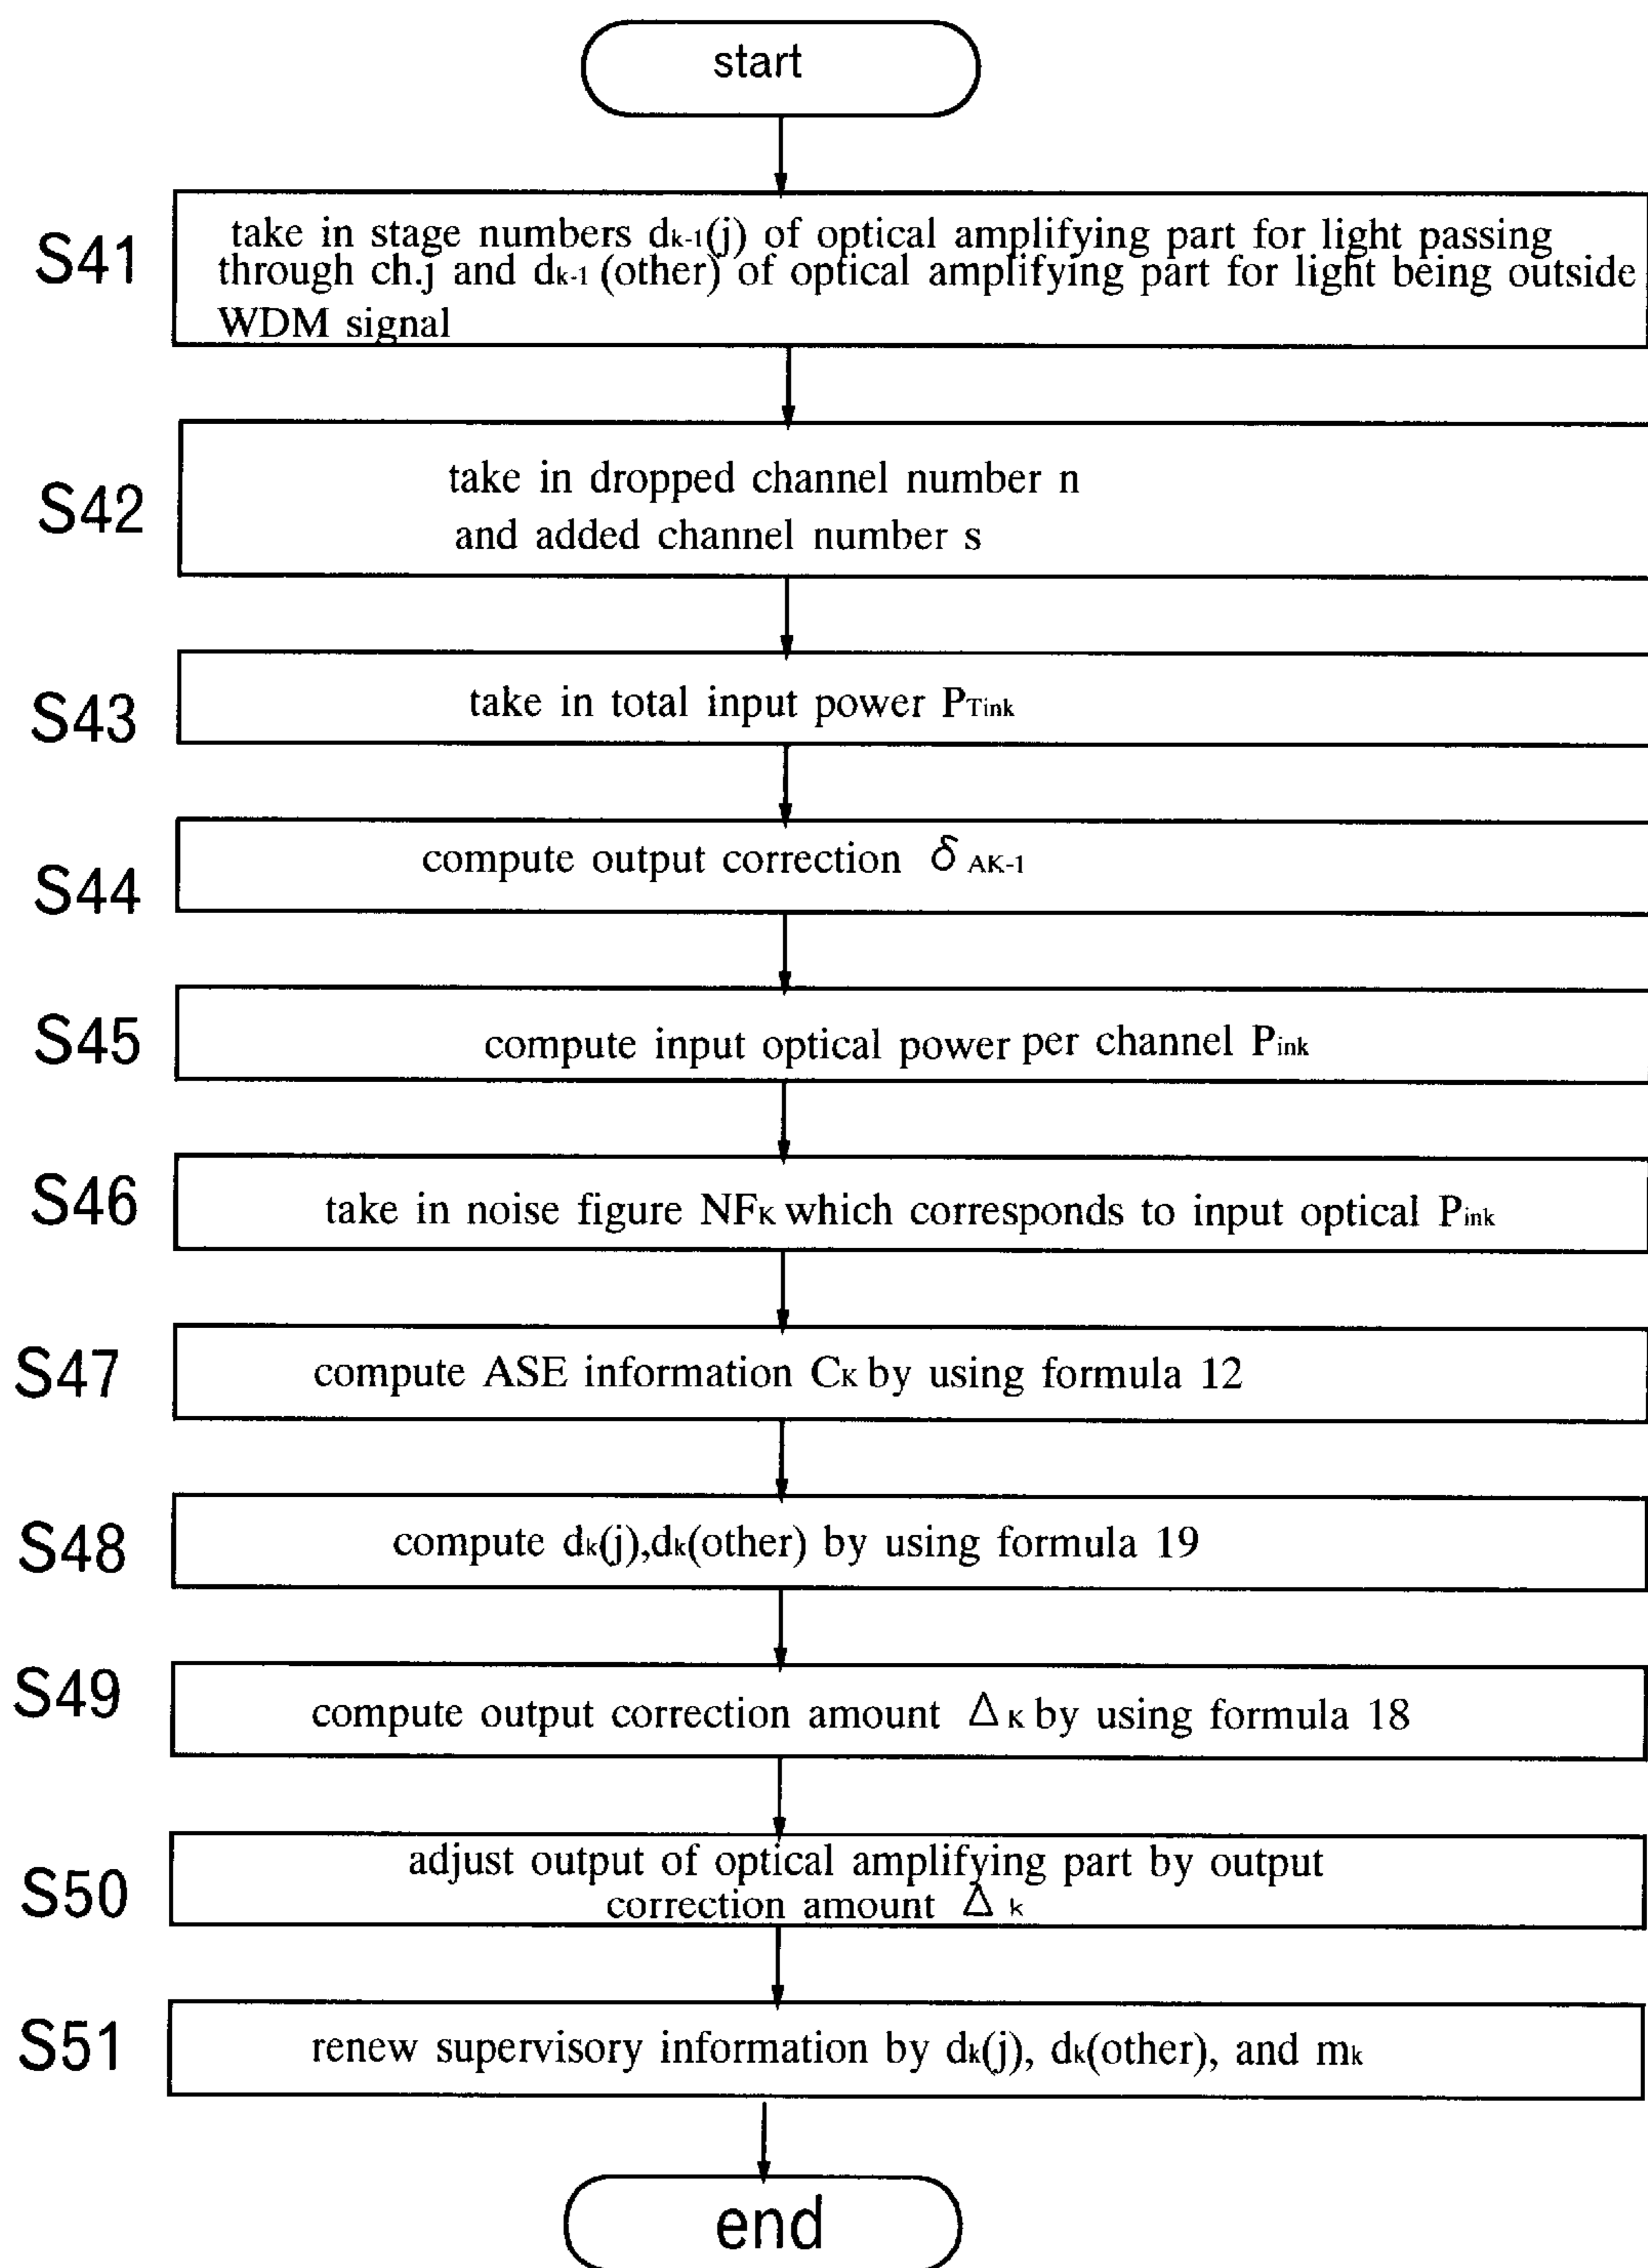 start
S41
take in stage numbers dk-1(j) of optical amplifying part for light passing
through ch.j and dk-1 (other) of optical amplifying part for light being outside
WDM signal
S42
take in dropped channel number n
and added channel number s
S43
take in total input power PTink
S44
compute output correction δ AK-1
S45
compute input optical power per channel Pink
S46
take in noise figure NFK which corresponds to input optical Pink
S47
compute ASE information CK by using formula 12
S48
compute dk(j),dk(other) by using formula 19
S49
compute output correction amount Δ K by using formula 18
S50
adjust output of optical amplifying part by output
correction amount Δ k
S51
renew supervisory information by dk(j), dk(other), and mk
end